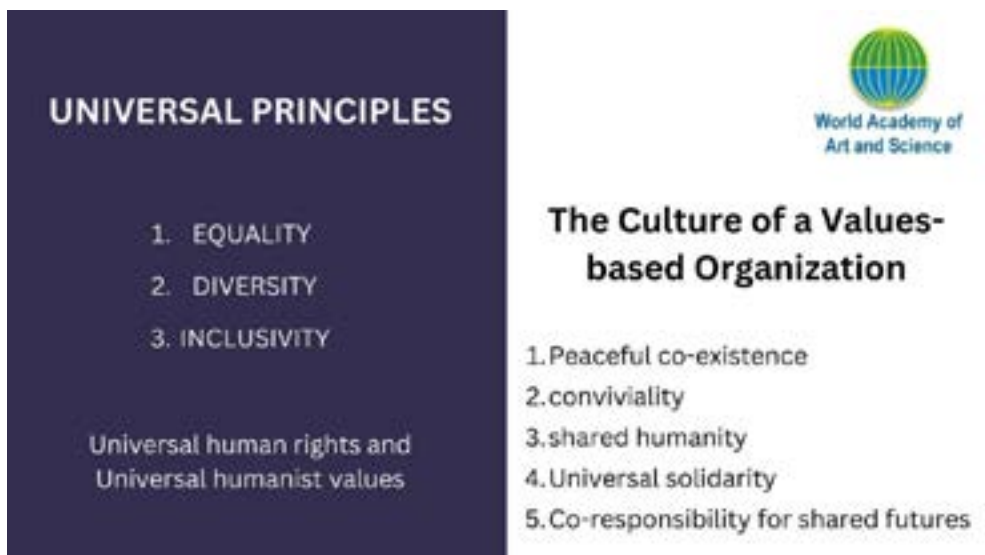 UNIVERSAL PRINCIPLES
1. EQUALITY
2. DIVERSITY
3. INCLUSIVITY
Universal human rights and
Universal humanist values
World Academy of
Art and Science
The Culture of a Values-
based Organization
1.Peaceful co-existence
2.conviviality
3.shared humanity
4.Universal solidarity
5.Co-responsibility for shared futures